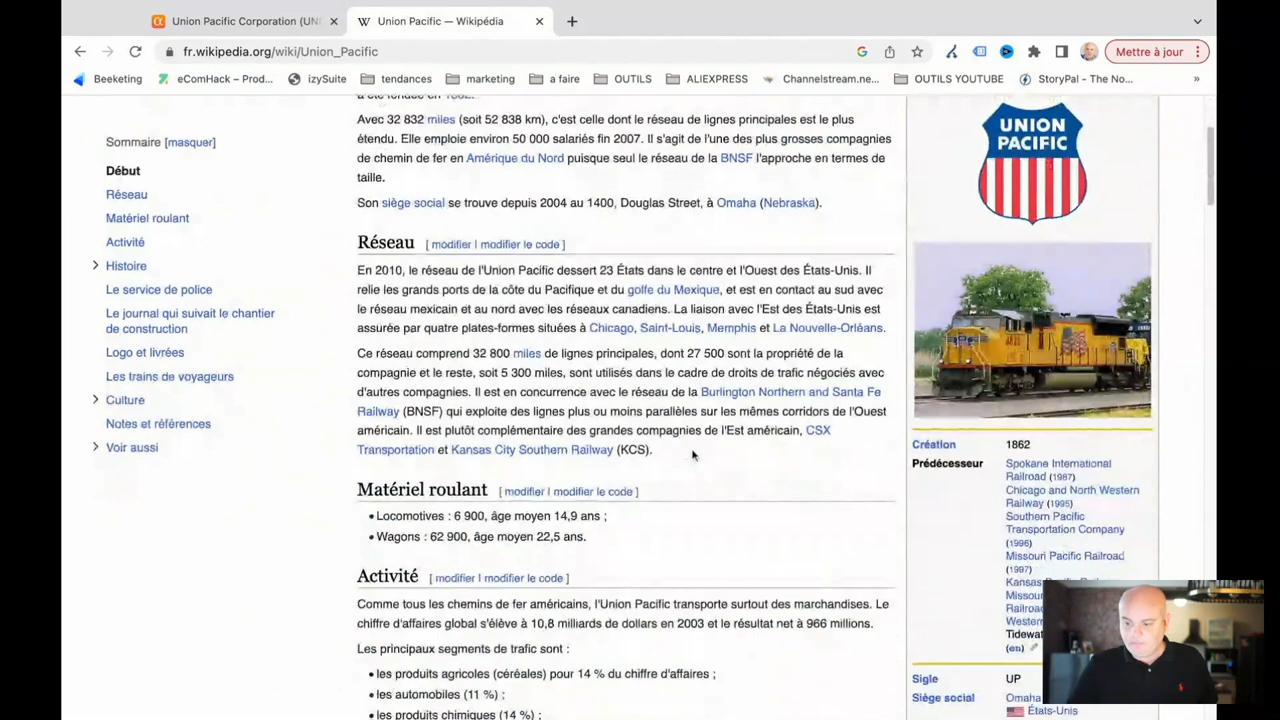 Union Pacific Corporation (UN
Union Pacific — Wikipédia
fr.wikipedia.org/wiki/Union_Pacific
Mettre à jour
Beeketing
eComHack – Prod...
izySuite
tendances
marketing
a faire
OUTILS
ALIEXPRESS
Channelstream.ne...
OUTILS YOUTUBE
StoryPal - The No...
»
Sommaire [masquer]
Début
Réseau
Matériel roulant
Activité
Histoire
Le service de police
Le journal qui suivait le chantier
de construction
Logo et livrées
Les trains de voyageurs
Culture
Notes et références
Voir aussi
a été fondée en 1862.
Avec 32 832 miles (soit 52 838 km), c'est celle dont le réseau de lignes principales est le plus
étendu. Elle emploie environ 50 000 salariés fin 2007. Il s'agit de l'une des plus grosses compagnies
de chemin de fer en Amérique du Nord puisque seul le réseau de la BNSF l'approche en termes de
taille.
Son siège social se trouve depuis 2004 au 1400, Douglas Street, à Omaha (Nebraska).
Réseau [ modifier | modifier le code ]
En 2010, le réseau de l'Union Pacific dessert 23 États dans le centre et l'Ouest des États-Unis. Il
relie les grands ports de la côte du Pacifique et du golfe du Mexique, et est en contact au sud avec
le réseau mexicain et au nord avec les réseaux canadiens. La liaison avec l'Est des États-Unis est
assurée par quatre plates-formes situées à Chicago, Saint-Louis, Memphis et La Nouvelle-Orléans.
Ce réseau comprend 32 800 miles de lignes principales, dont 27 500 sont la propriété de la
compagnie et le reste, soit 5 300 miles, sont utilisés dans le cadre de droits de trafic négociés avec
d'autres compagnies. Il est en concurrence avec le réseau de la Burlington Northern and Santa Fe
Railway (BNSF) qui exploite des lignes plus ou moins parallèles sur les mêmes corridors de l'Ouest
américain. Il est plutôt complémentaire des grandes compagnies de l'Est américain, CSX
Transportation et Kansas City Southern Railway (KCS).
Matériel roulant [ modifier | modifier le code ]
• Locomotives : 6 900, âge moyen 14,9 ans ;
• Wagons : 62 900, âge moyen 22,5 ans.
Activité [ modifier | modifier le code ]
Comme tous les chemins de fer américains, l'Union Pacific transporte surtout des marchandises. Le
chiffre d'affaires global s'élève à 10,8 milliards de dollars en 2003 et le résultat net à 966 millions.
Les principaux segments de trafic sont :
• les produits agricoles (céréales) pour 14 % du chiffre d'affaires ;
• les automobiles (11 %) ;
• les produits chimiques (14 %) ;
UNION
PACIFIC
Création 1862
Prédécesseur Spokane International
Railroad (1987)
Chicago and North Western
Railway (1995)
Southern Pacific
Transportation Company
(1996)
Missouri Pacific Railroad
(1997)
Kansas
Missou
Railroa
Wester
Tidewat
(en)
Sigle UP
Siège social Omaha
États-Unis